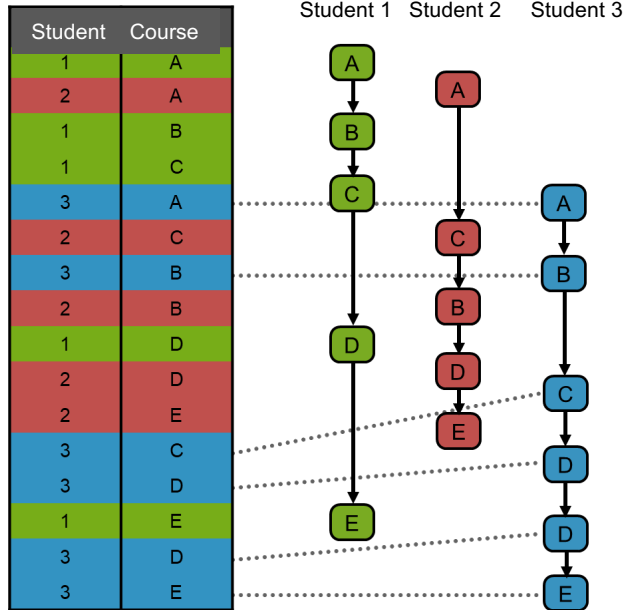 Student 1 Student 2 Student 3
Student Course
1 A
2 A
1 B
1 C
3 A
2 C
3 B
2 B
1 D
2 D
2 E
3 C
3 D
1 E
3 D
3 E
A
B
C
D
E
A
C
B
D
E
A
B
C
D
D
E